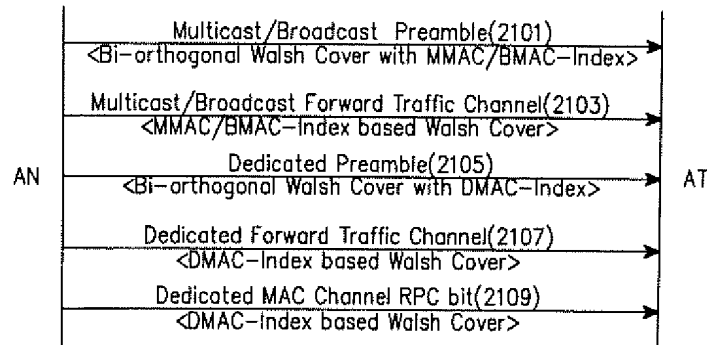 Multicast/Broadcast Preamble(2101)
<Bi-orthogonal Walsh Cover with MMAC/BMAC-Index>
Multicast/Broadcast Forward Traffic Channel(2103)
<MMAC/BMAC-Index based Walsh Cover>
AN
Dedicated Preamble(2105)
<Bi-orthogonal Walsh Cover with DMAC-Index>
AT
Dedicated Forward Traffic Channel(2107)
<DMAC-Index based Walsh Cover>
Dedicated MAC Channel RPC bit(2109)
<DMAC-Index based Walsh Cover>